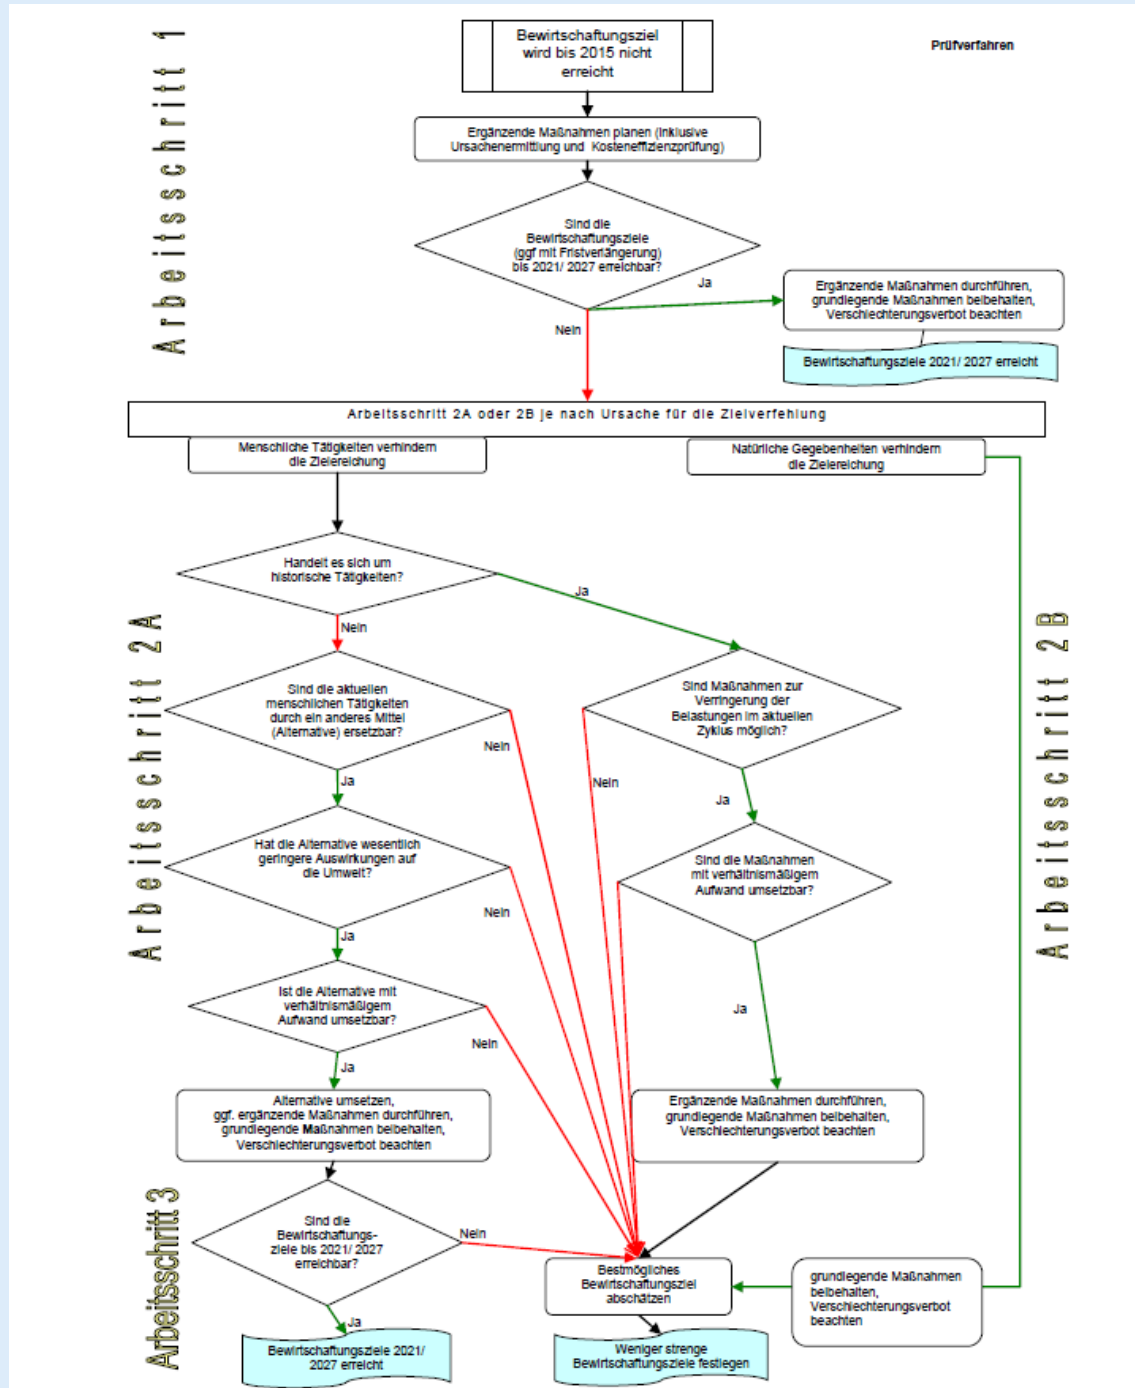 Arbeitsschritt 1
Bewirtschaftungsziel
wird bis 2015 nicht
erreicht
Prüfverfahren
Ergänzende Maßnahmen planen (Inklusive
Ursachenermittlung und Kosteneffizienzprüfung)
Sind die
Bewirtschaftungsziele
(ggf mit Fristverlängerung)
bis 2021/ 2027 erreichbar?
Ja
Nein
Ergänzende Maßnahmen durchführen,
grundlegende Maßnahmen beibehalten,
Verschlechterungsverbot beachten
Bewirtschaftungsziele 2021/ 2027 erreicht
Arbeitsschritt 2A oder 2B je nach Ursache für die Zielverfehlung
Menschliche Tätigkeiten verhindern
die Zielereichung
Natürliche Gegebenheiten verhindern
die Zielereichung
Arbeitsschritt 2A
Handelt es sich um
historische Tätigkeiten?
Ja
Nein
Sind die aktuellen
menschlichen Tätigkeiten
durch ein anderes Mittel
(Alternative) ersetzbar?
Nein
Ja
Hat die Alternative wesentlich
geringere Auswirkungen auf
die Umwelt?
Nein
Ja
Ist die Alternative mit
verhältnismäßigem
Aufwand umsetzbar?
Nein
Ja
Alternative umsetzen,
ggf. ergänzende Maßnahmen durchführen,
grundlegende Maßnahmen beibehalten,
Verschlechterungsverbot beachten
Sind Maßnahmen zur
Verringerung der
Belastungen im aktuellen
Zyklus möglich?
Nein
Ja
Sind die Maßnahmen
mit verhältnismäßigem
Aufwand umsetzbar?
Ja
Ergänzende Maßnahmen durchführen,
grundlegende Maßnahmen beibehalten,
Verschlechterungsverbot beachten
Arbeitsschritt 2B
Arbeitsschritt 3
Sind die
Bewirtschaftungs-
ziele bis 2021/ 2027
erreichbar?
Nein
Ja
Bewirtschaftungsziele 2021/
2027 erreicht
Bestmögliches
Bewirtschaftungsziel
abschätzen
Weniger strenge
Bewirtschaftungsziele festlegen
grundlegende Maßnahmen
beibehalten,
Verschlechterungsverbot
beachten